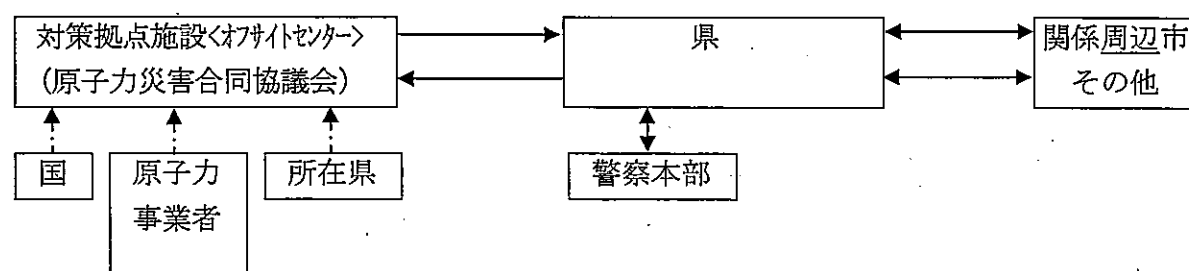 対策拠点施設<ｵﾌｻｲﾄｾﾝﾀｰ>
(原子力災害合同協議会)
県
関係周辺市
その他
国
原子力
事業者
所在県
警察本部